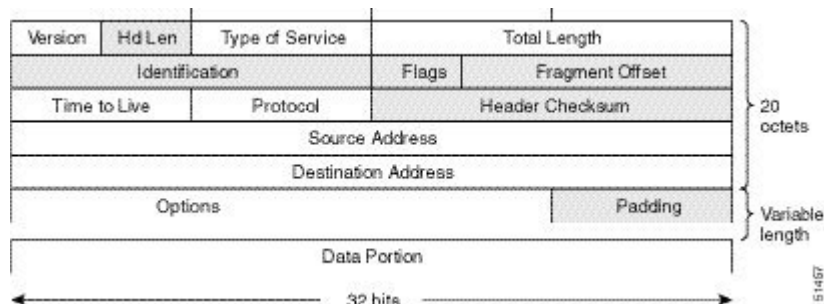 Version Hd Len Type of Service Total Length
Identification Flags Fragment Offset
Time to Live Protocol Header Checksum
20
octets
Source Address
Destination Address
Options Padding
Variable
length
Data Portion
32 bits
51457